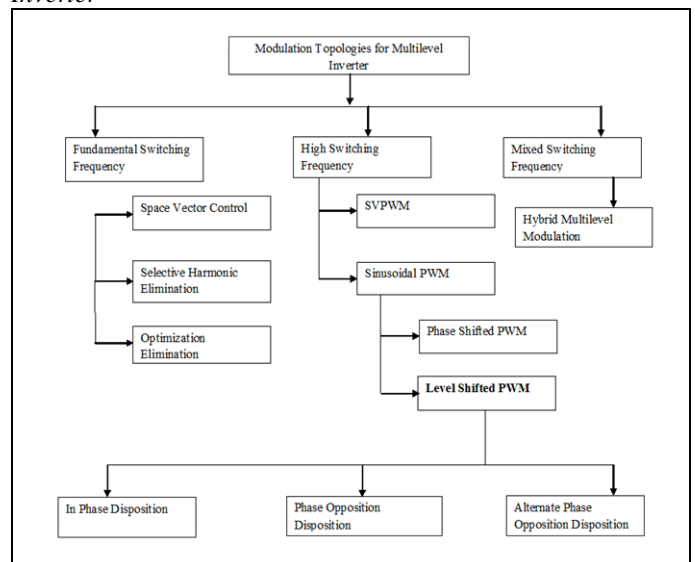 Inverter
Modulation Topologies for Multilevel
Inverter
Fundamental Switching
Frequency
High Switching
Frequency
Mixed Switching
Frequency
Space Vector Control
SVPWM
Hybrid Multilevel
Modulation
Selective Harmonic
Elimination
Sinusoidal PWM
Optimization
Elimination
Phase Shifted PWM
Level Shifted PWM
In Phase Disposition
Phase Opposition
Disposition
Alternate Phase
Opposition Disposition